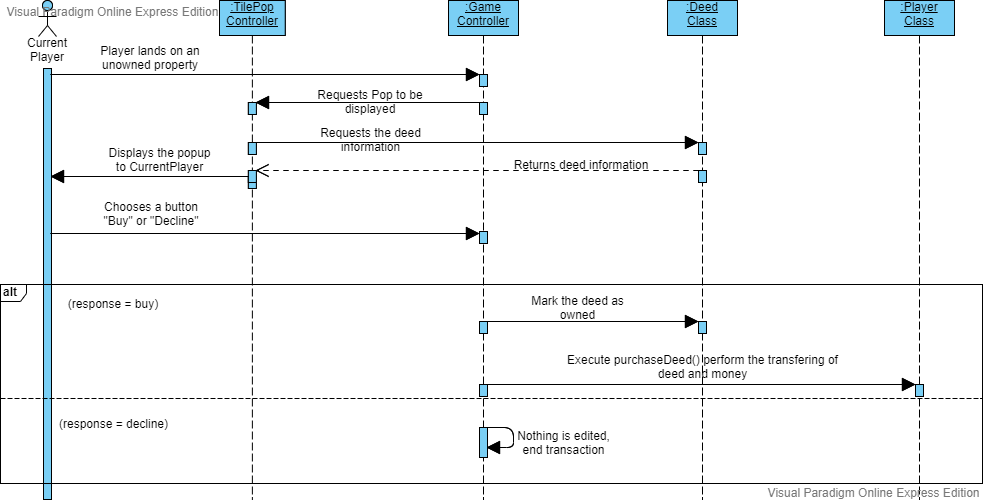 Visual Paradigm Online Express Edition
:TilePop
Controller
:Game
Controller
:Deed
Class
:Player
Class
Current
Player
Player lands on an
unowned property
Requests Pop to be
displayed
Requests the deed
information
Displays the popup
to CurrentPlayer
Returns deed information
Chooses a button
"Buy" or "Decline"
alt
(response = buy)
Mark the deed as
owned
Execute purchaseDeed() perform the transfering of
deed and money
(response = decline)
Nothing is edited,
end transaction
Visual Paradigm Online Express Edition